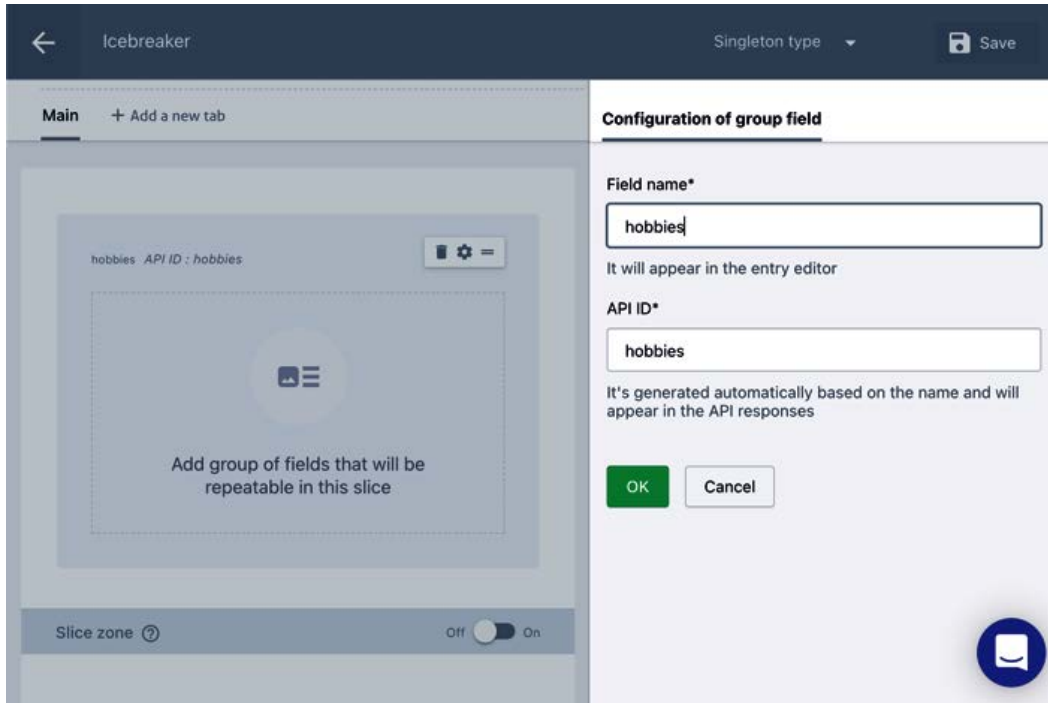 Icebreaker
Singleton type
Save
Main
+ Add a new tab
hobbies API ID : hobbies
Add group of fields that will be
repeatable in this slice
Slice zone ?
Off On
Configuration of group field
Field name*
hobbies
It will appear in the entry editor
API ID*
hobbies
It's generated automatically based on the name and will
appear in the API responses
OK Cancel